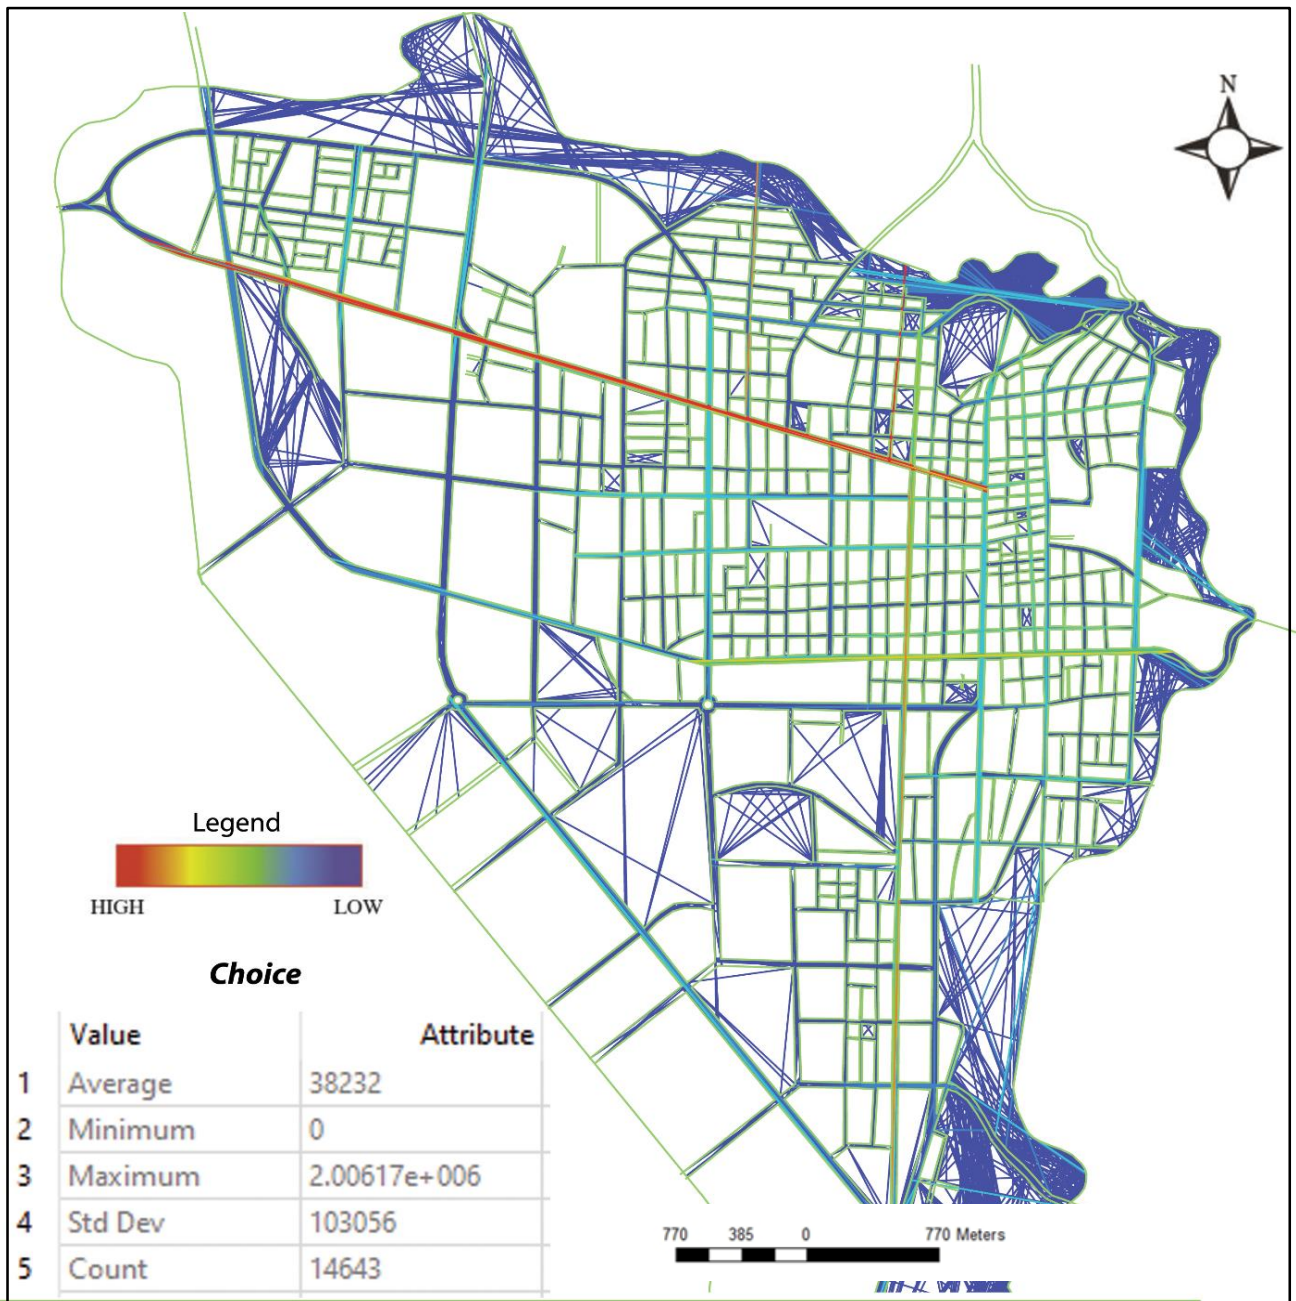 N
Legend
HIGH LOW
Choice
Value Attribute
1 Average 38232
2 Minimum 0
3 Maximum 2.00617e+006
4 Std Dev 103056
5 Count 14643
770 385 0 770 Meters